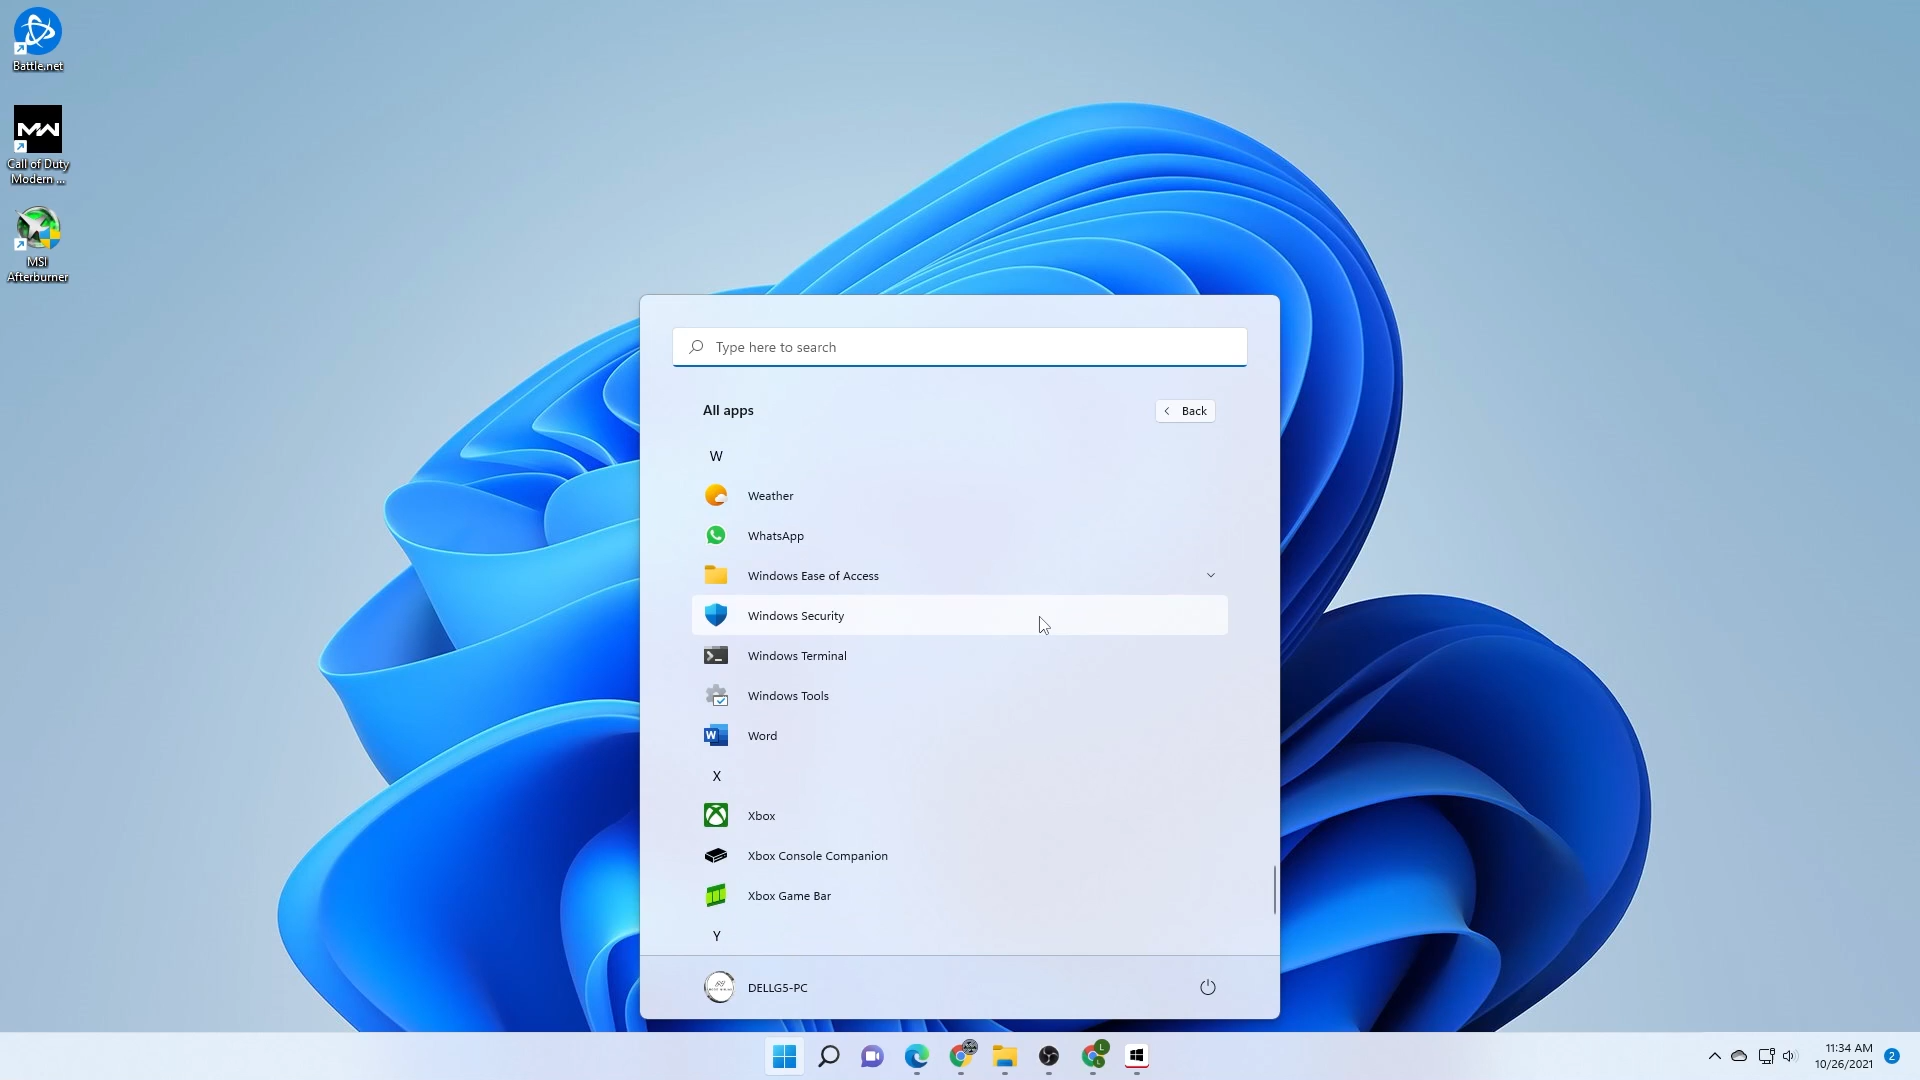 Battle.net
Call of Duty
Modern ...
MSI
Afterburner
Type here to search
All apps
Back
W
Weather
WhatsApp
Windows Ease of Access
Windows Security
Windows Terminal
Windows Tools
Word
X
Xbox
Xbox Console Companion
Xbox Game Bar
Y
DELLG5-PC
11:34 AM
10/26/2021
2